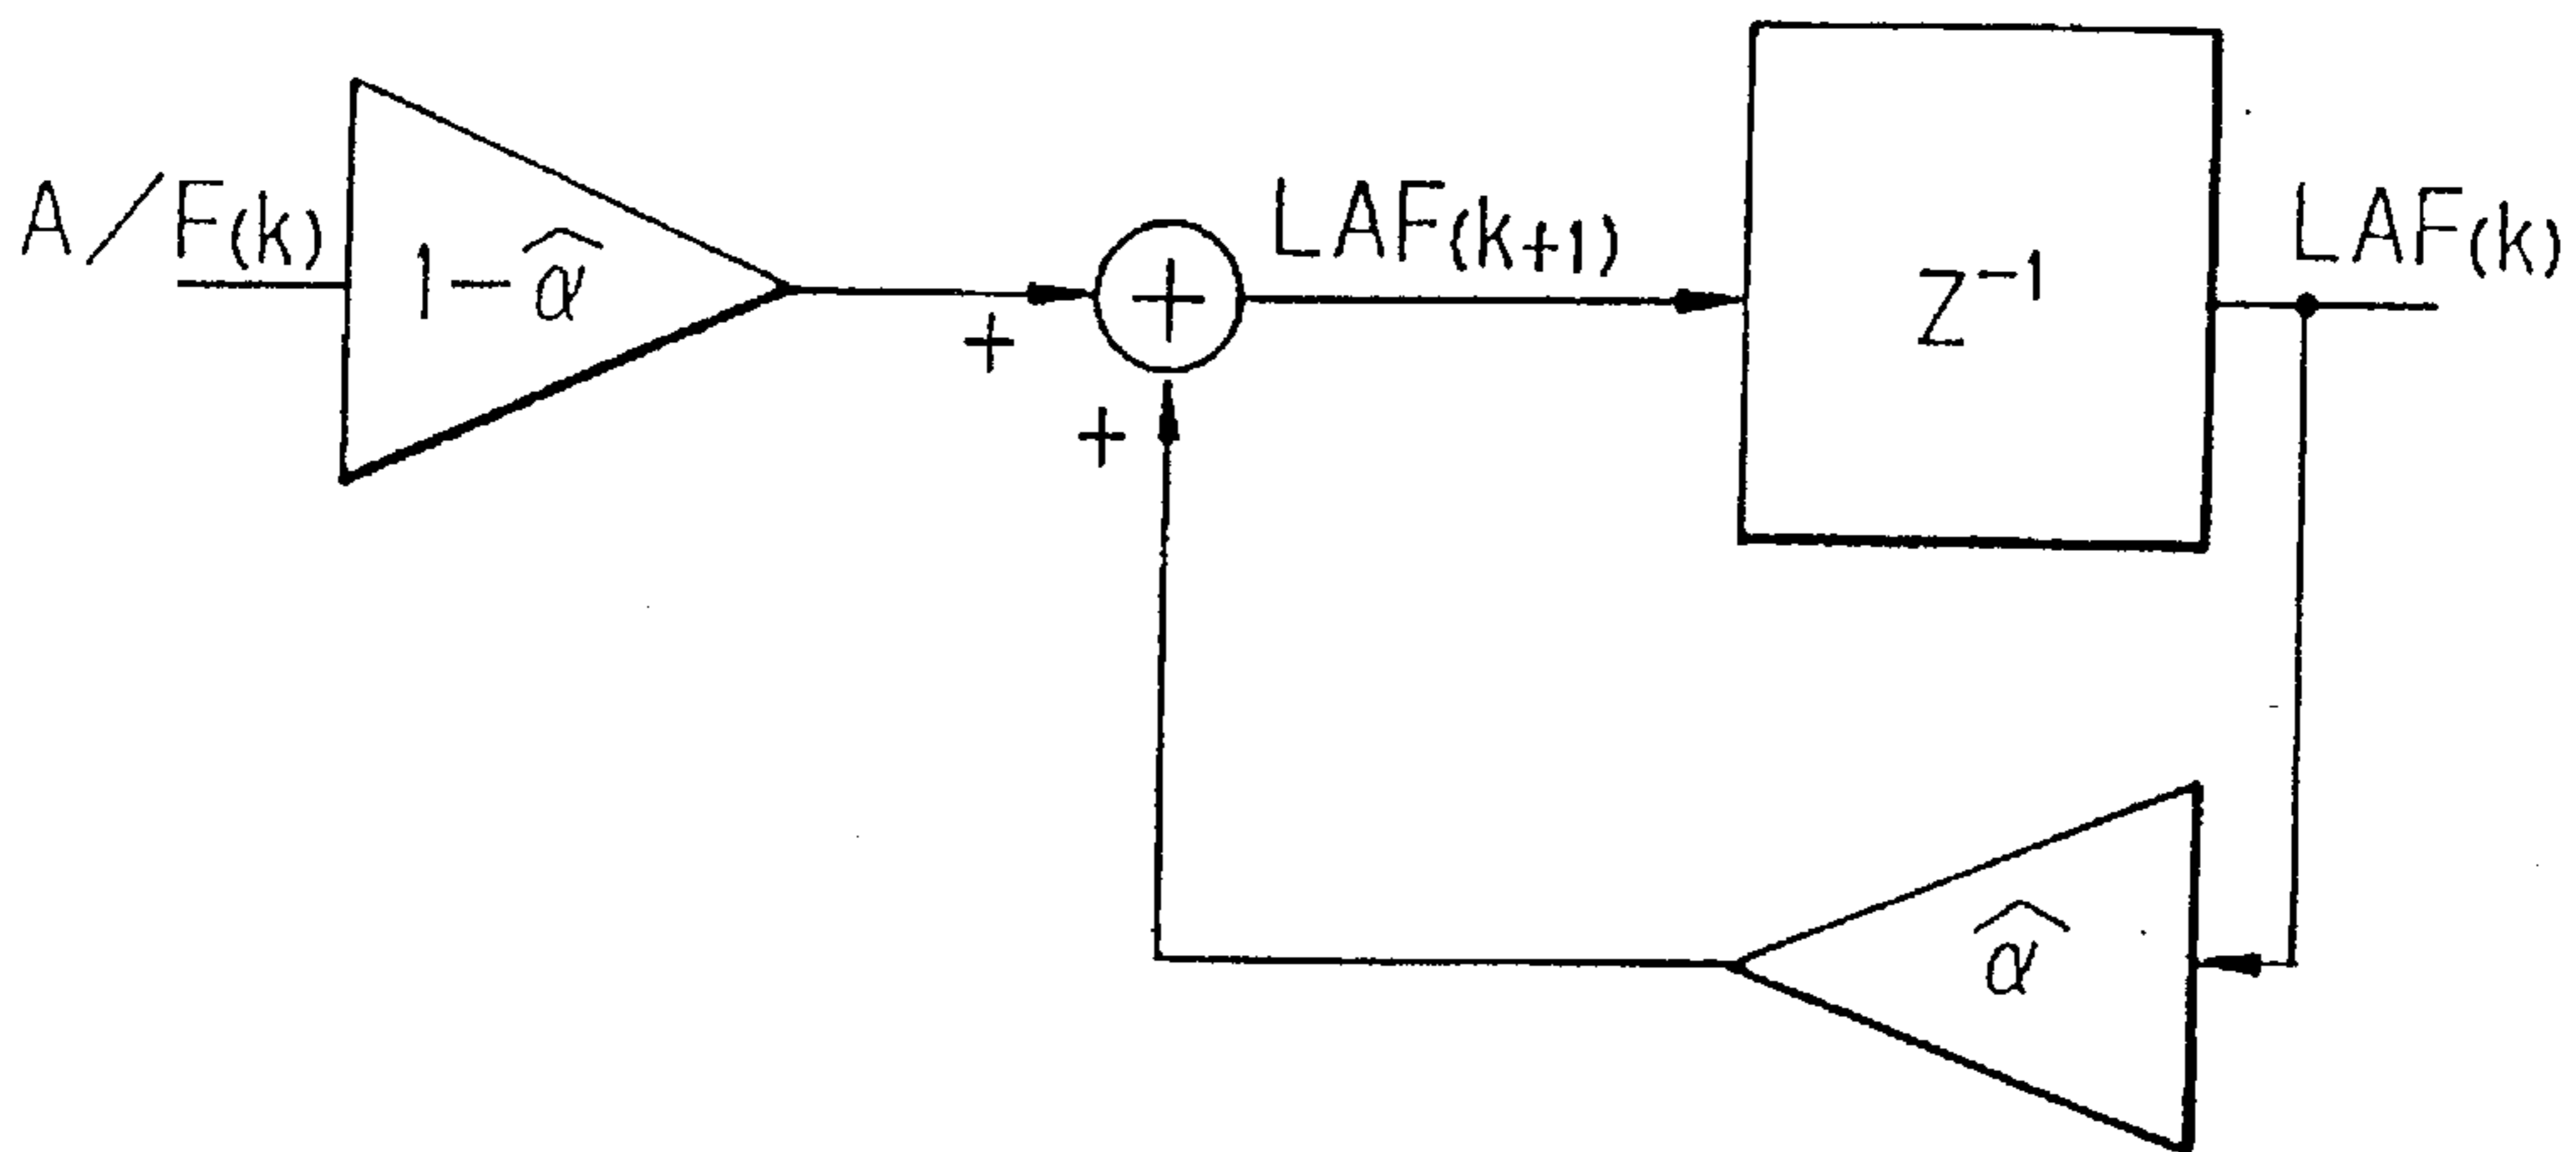 A/F(k)
1-α̂
+
+
+
LAF(k+1)
Z⁻¹
LAF(k)
α̂